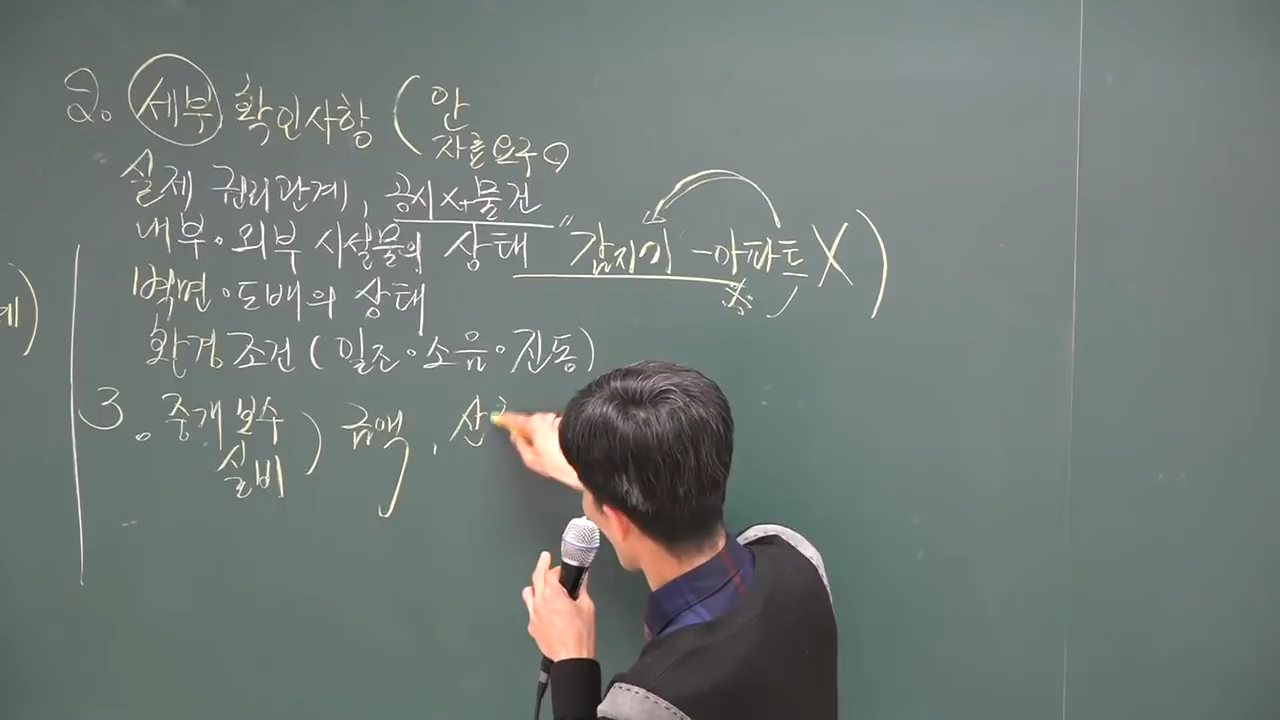 2. 세부 확인사항 (안
자료요구 ○
실제 권리관계, 공시X물건
내부·외부 시설물의 상태 "감지기 -아파트 X)
벽면·도배의 상태
환경조건 (일조·소음·진동)
3. 중개보수
실비) 금액, 산